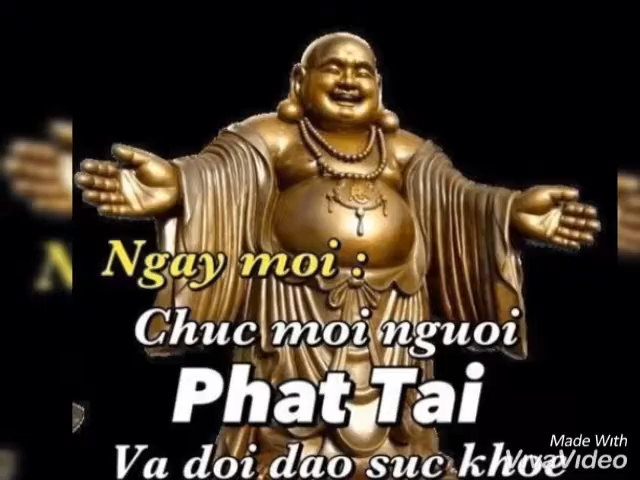 Ngay moi :
Chuc moi nguoi
Phat Tai
Va doi dao suc khoe
Made With
VivaVideo